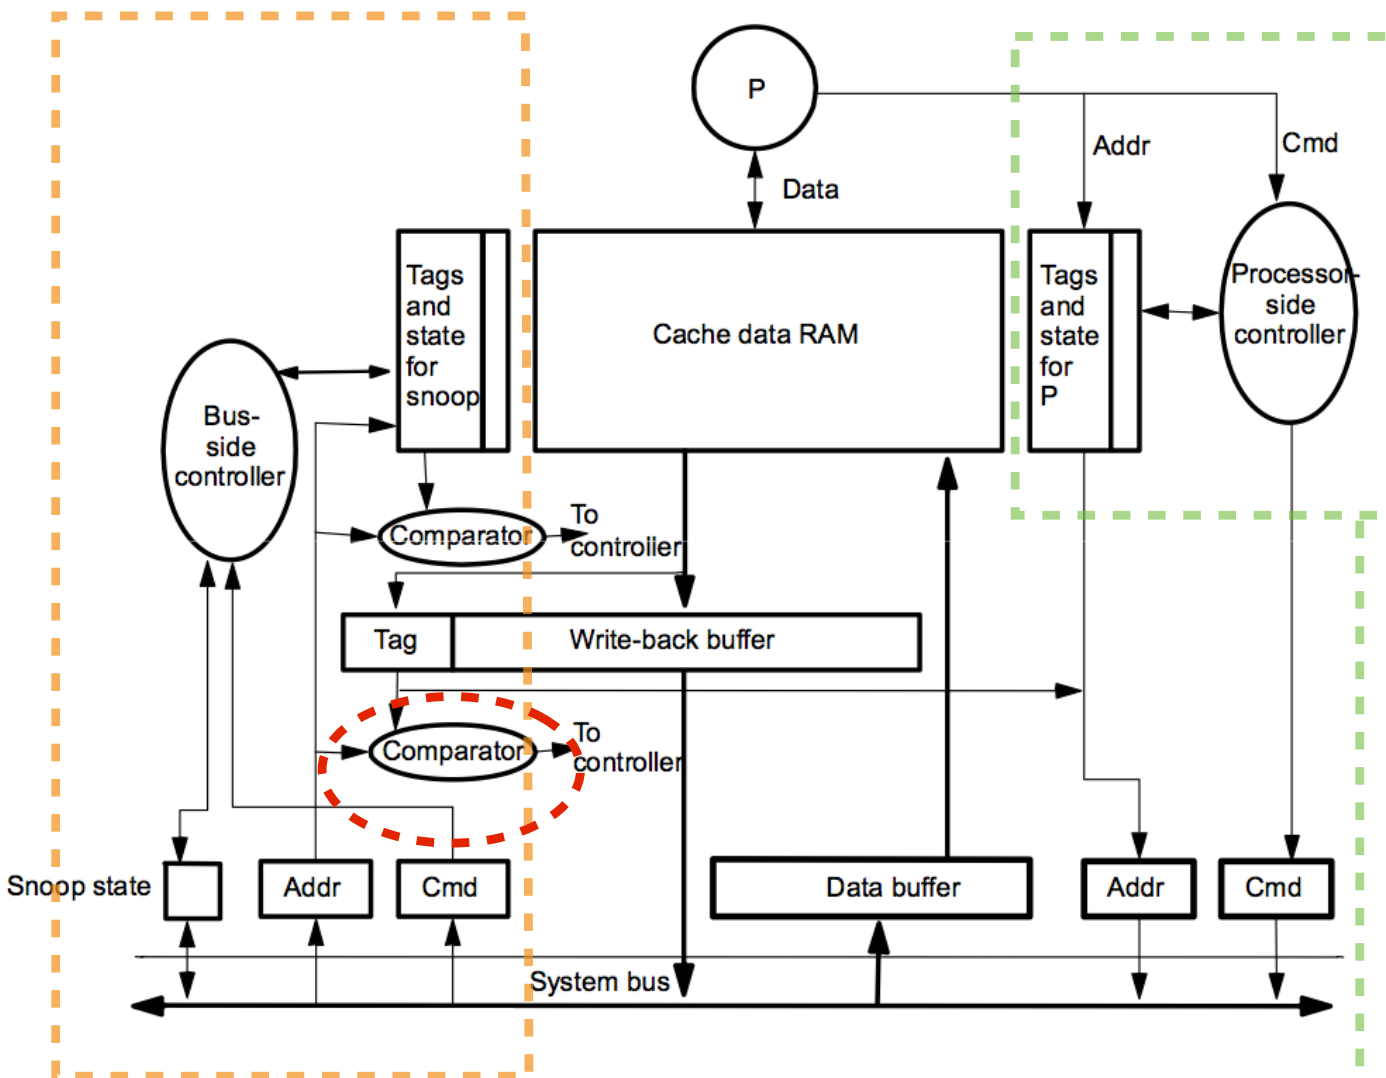 P
Addr
Cmd
Data
Tags
and
state
for
snoop
Cache data RAM
Tags
and
state
for
P
Processor-
side
controller
Bus-
side
controller
Comparator
To
controller
Tag
Write-back buffer
Comparator
To
controller
Snoop state
Addr
Cmd
Data buffer
Addr
Cmd
System bus